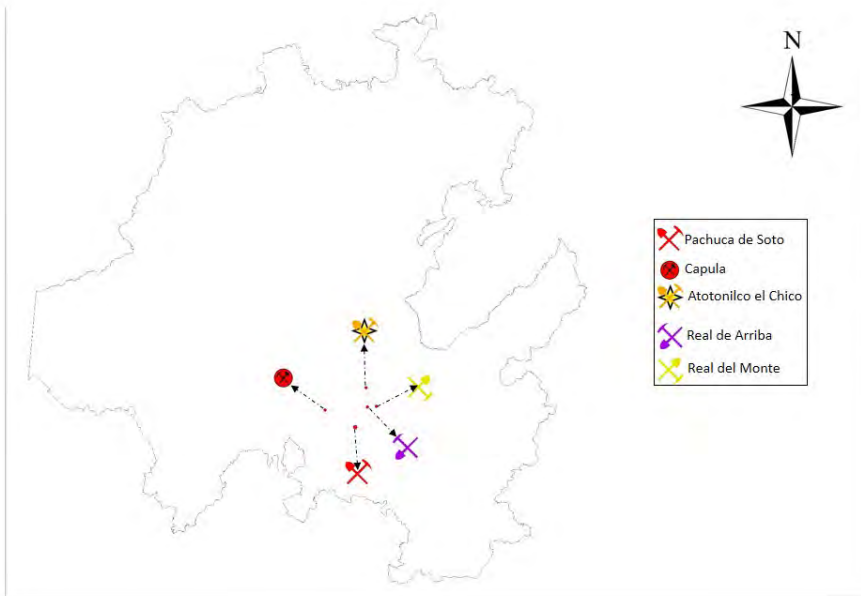 N
Pachuca de Soto
Capula
Atotonilco el Chico
Real de Arriba
Real del Monte